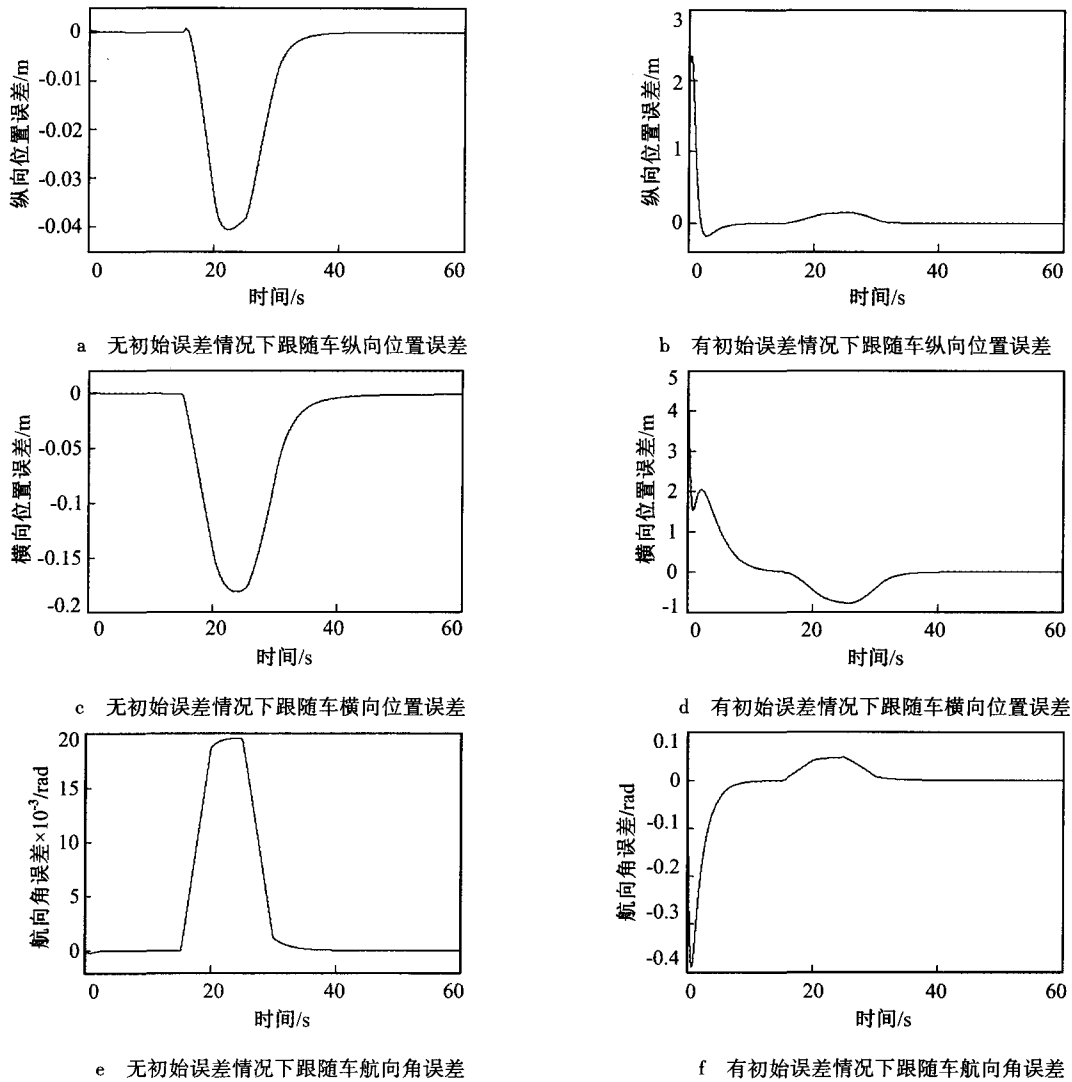 0
-0.01
-0.02
-0.03
-0.04
纵向位置误差/m
0 20 40 60
时间/s
a 无初始误差情况下跟随车纵向位置误差
3
2
1
0
纵向位置误差/m
0 20 40 60
时间/s
b 有初始误差情况下跟随车纵向位置误差
0
-0.05
-0.1
-0.15
-0.2
横向位置误差/m
0 20 40 60
时间/s
c 无初始误差情况下跟随车横向位置误差
5
4
3
2
1
0
-1
横向位置误差/m
0 20 40 60
时间/s
d 有初始误差情况下跟随车横向位置误差
20
15
10
5
0
航向角误差×10⁻³/rad
0 20 40 60
时间/s
e 无初始误差情况下跟随车航向角误差
0.1
0
-0.1
-0.2
-0.3
-0.4
航向角误差/rad
0 20 40 60
时间/s
f 有初始误差情况下跟随车航向角误差